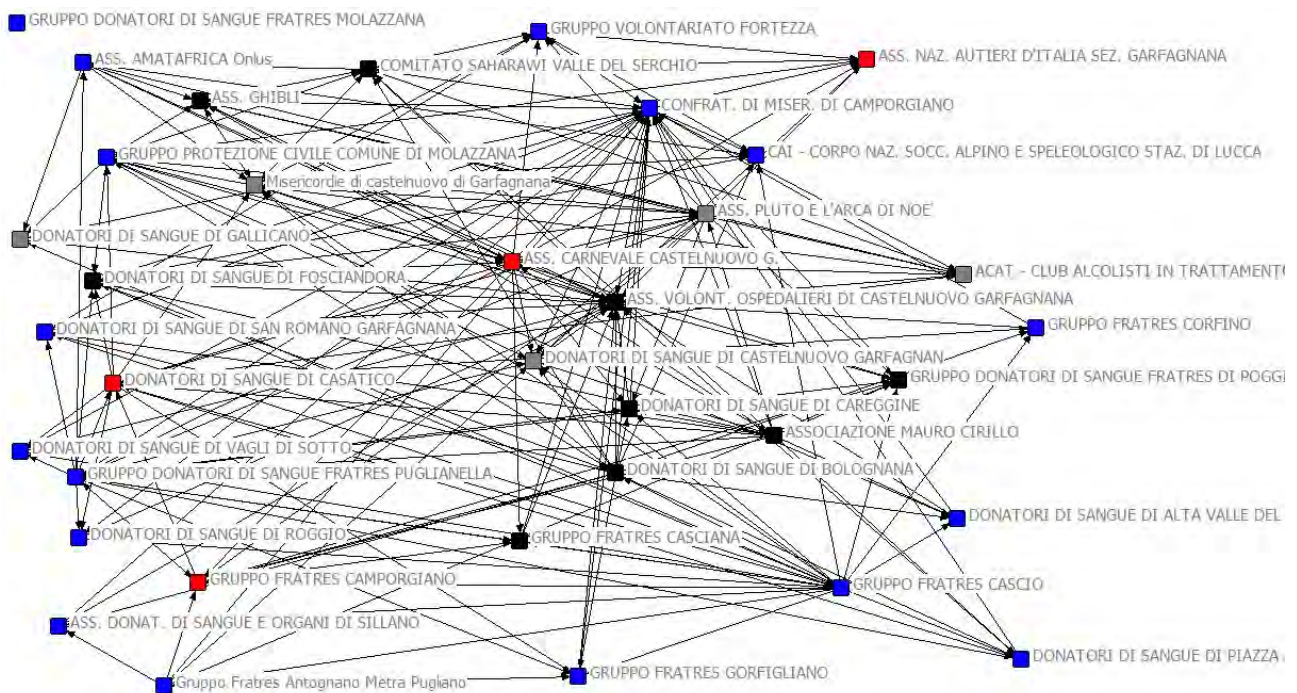 GRUPPO DONATORI DI SANGUE FRATRES MOLAZZANA
GRUPPO VOLONTARIATO FORTEZZA
ASS. AMATAFRICA Onlus
ASS. NAZ. AUTIERI D'ITALIA SEZ. GARFAGNANA
COMITATO SAHARAWI VALLE DEL SERCHIO
ASS. GHIBLI
CONFRAT. DI MISER. DI CAMPORGIANO
GRUPPO PROTEZIONE CIVILE COMUNE DI MOLAZZANA
CAI - CORPO NAZ. SOCC. ALPINO E SPELEOLOGICO STAZ. DI LUCCA
Misericordie di castelnuovo di Garfagnana
ASS. PLUTO E L'ARCA DI NOE'
DONATORI DI SANGUE DI GALLICANO
ASS. CARNEVALE CASTELNUOVO G.
DONATORI DI SANGUE DI FOSCIANDORA
ACAT - CLUB ALCOLISTI IN TRATTAMENTO
ASS. VOLONT. OSPEDALIERI DI CASTELNUOVO GARFAGNANA
DONATORI DI SANGUE DI SAN ROMANO GARFAGNANA
GRUPPO FRATRES CORFINO
DONATORI DI SANGUE DI CASTELNUOVO GARFAGNAN
DONATORI DI SANGUE DI CASATICO
GRUPPO DONATORI DI SANGUE FRATRES DI POGGI
DONATORI DI SANGUE DI CAREGGINE
ASSOCIAZIONE MAURO CIRILLO
DONATORI DI SANGUE DI VAGLI DI SOTTO
GRUPPO DONATORI DI SANGUE FRATRES PUGLIANELLA
DONATORI DI SANGUE DI BOLOGNANA
DONATORI DI SANGUE DI ALTA VALLE DEL
DONATORI DI SANGUE DI ROGGIO
GRUPPO FRATRES CASCIANA
GRUPPO FRATRES CAMPORGIANO
GRUPPO FRATRES CASCIO
ASS. DONAT. DI SANGUE E ORGANI DI SILLANO
DONATORI DI SANGUE DI PIAZZA
GRUPPO FRATRES GORFIGLIANO
Gruppo Fratres Antognano Metra Pugliano